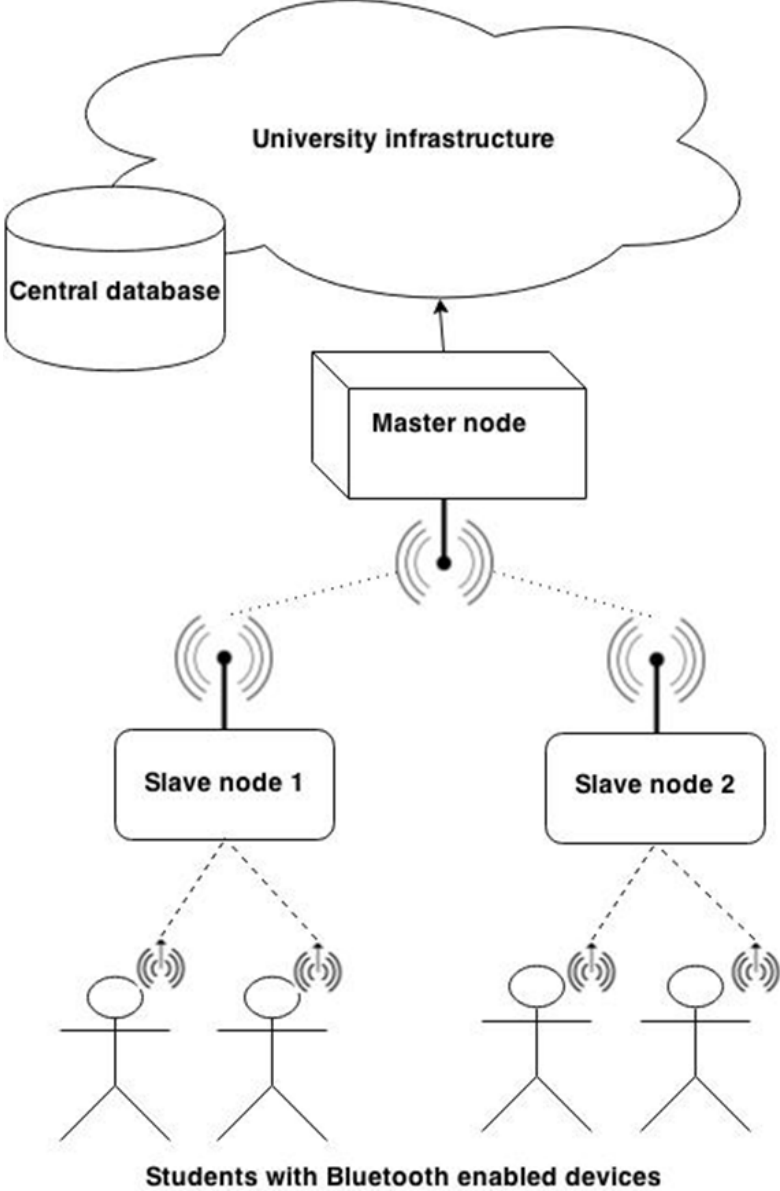 University infrastructure
Central database
Master node
Slave node 1
Slave node 2
Students with Bluetooth enabled devices